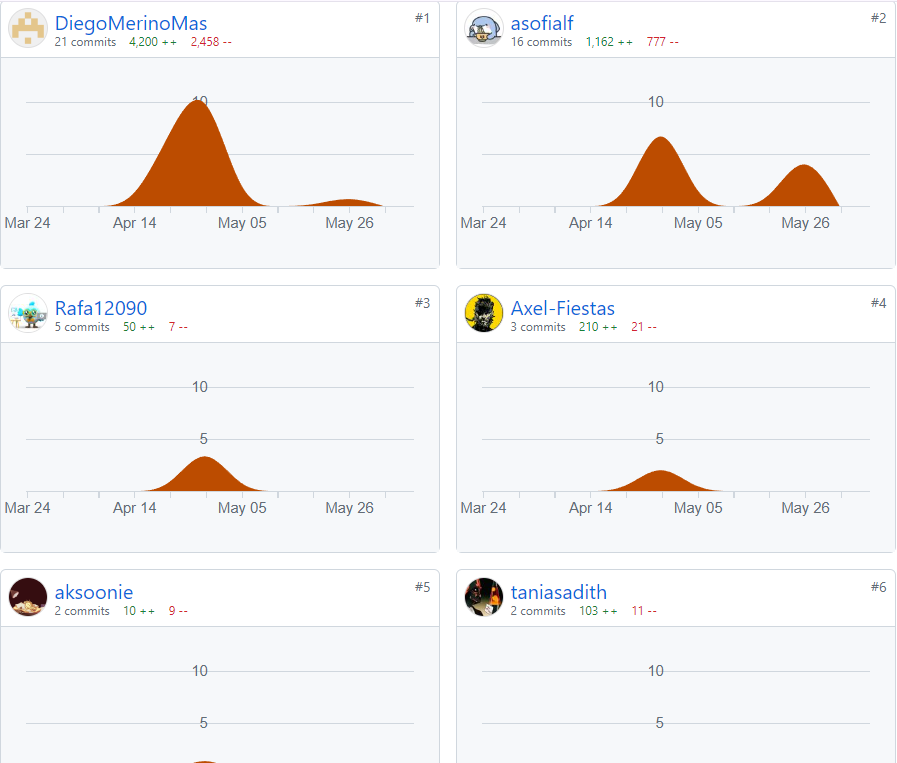 DiegoMerinoMas #1
21 commits 4,200 ++ 2,458 --
10
Mar 24 Apr 14 May 05 May 26
asofialf #2
16 commits 1,162 ++ 777 --
10
Mar 24 Apr 14 May 05 May 26
Rafa12090 #3
5 commits 50 ++ 7 --
10
5
Mar 24 Apr 14 May 05 May 26
Axel-Fiestas #4
3 commits 210 ++ 21 --
10
5
Mar 24 Apr 14 May 05 May 26
aksoonie #5
2 commits 10 ++ 9 --
10
5
taniasadith #6
2 commits 103 ++ 11 --
10
5